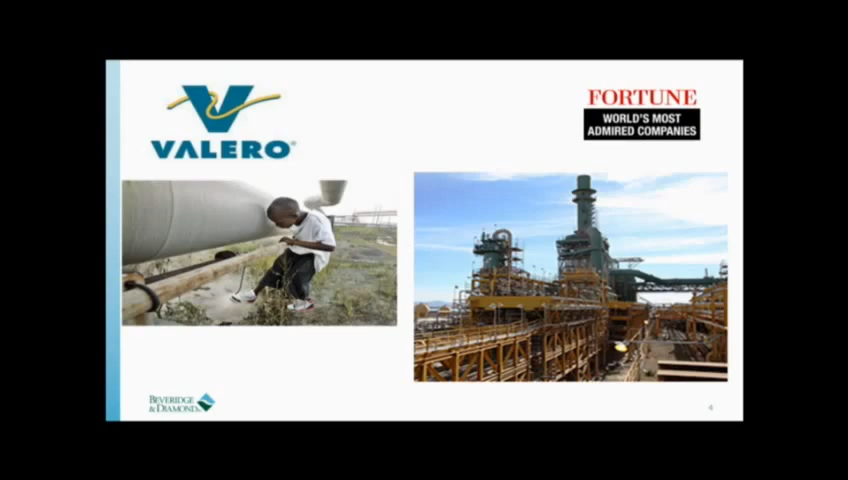 VALERO®
FORTUNE
WORLD'S MOST
ADMIRED COMPANIES
BEVERIDGE
& DIAMOND
4